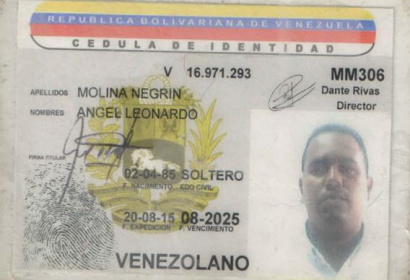 REPUBLICA BOLIVARIANA DE VENEZUELA
CEDULA DE IDENTIDAD
V 16.971.293
MM306
APELLIDOS MOLINA NEGRIN
Dante Rivas
Director
NOMBRES ANGEL LEONARDO
FIRMA TITULAR
02-04-85 SOLTERO
F. NACIMIENTO EDO CIVIL
20-08-15 08-2025
F. EXPEDICION F. VENCIMIENTO
VENEZOLANO